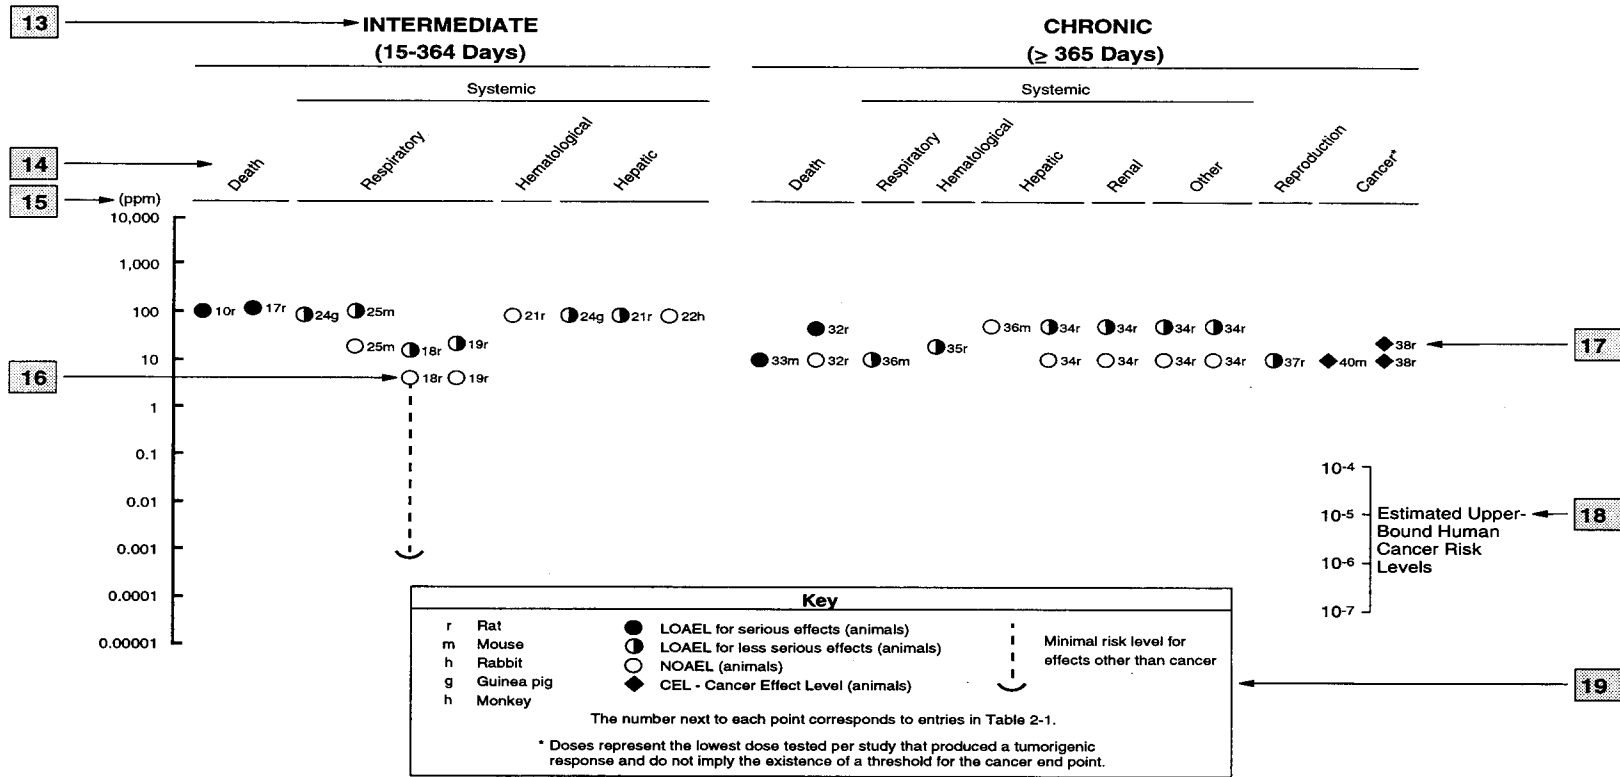 13
INTERMEDIATE
(15-364 Days)
CHRONIC
(≥ 365 Days)
Systemic
Systemic
14
Death
Respiratory
Hematological
Hepatic
Death
Respiratory
Hematological
Hepatic
Renal
Other
Reproduction
Cancer*
15
(ppm)
10,000
1,000
100
10r
17r
24g
25m
21r
24g
21r
22h
32r
36m
34r
34r
34r
34r
25m
18r
19r
35r
38r
17
10
33m
32r
36m
34r
34r
34r
34r
37r
40m
38r
16
18r
19r
1
0.1
0.01
0.001
0.0001
0.00001
10-4
10-5
10-6
10-7
Estimated Upper-
Bound Human
Cancer Risk
Levels
18
Key
r Rat
m Mouse
h Rabbit
g Guinea pig
h Monkey
LOAEL for serious effects (animals)
LOAEL for less serious effects (animals)
NOAEL (animals)
CEL - Cancer Effect Level (animals)
Minimal risk level for
effects other than cancer
19
The number next to each point corresponds to entries in Table 2-1.
* Doses represent the lowest dose tested per study that produced a tumorigenic
response and do not imply the existence of a threshold for the cancer end point.